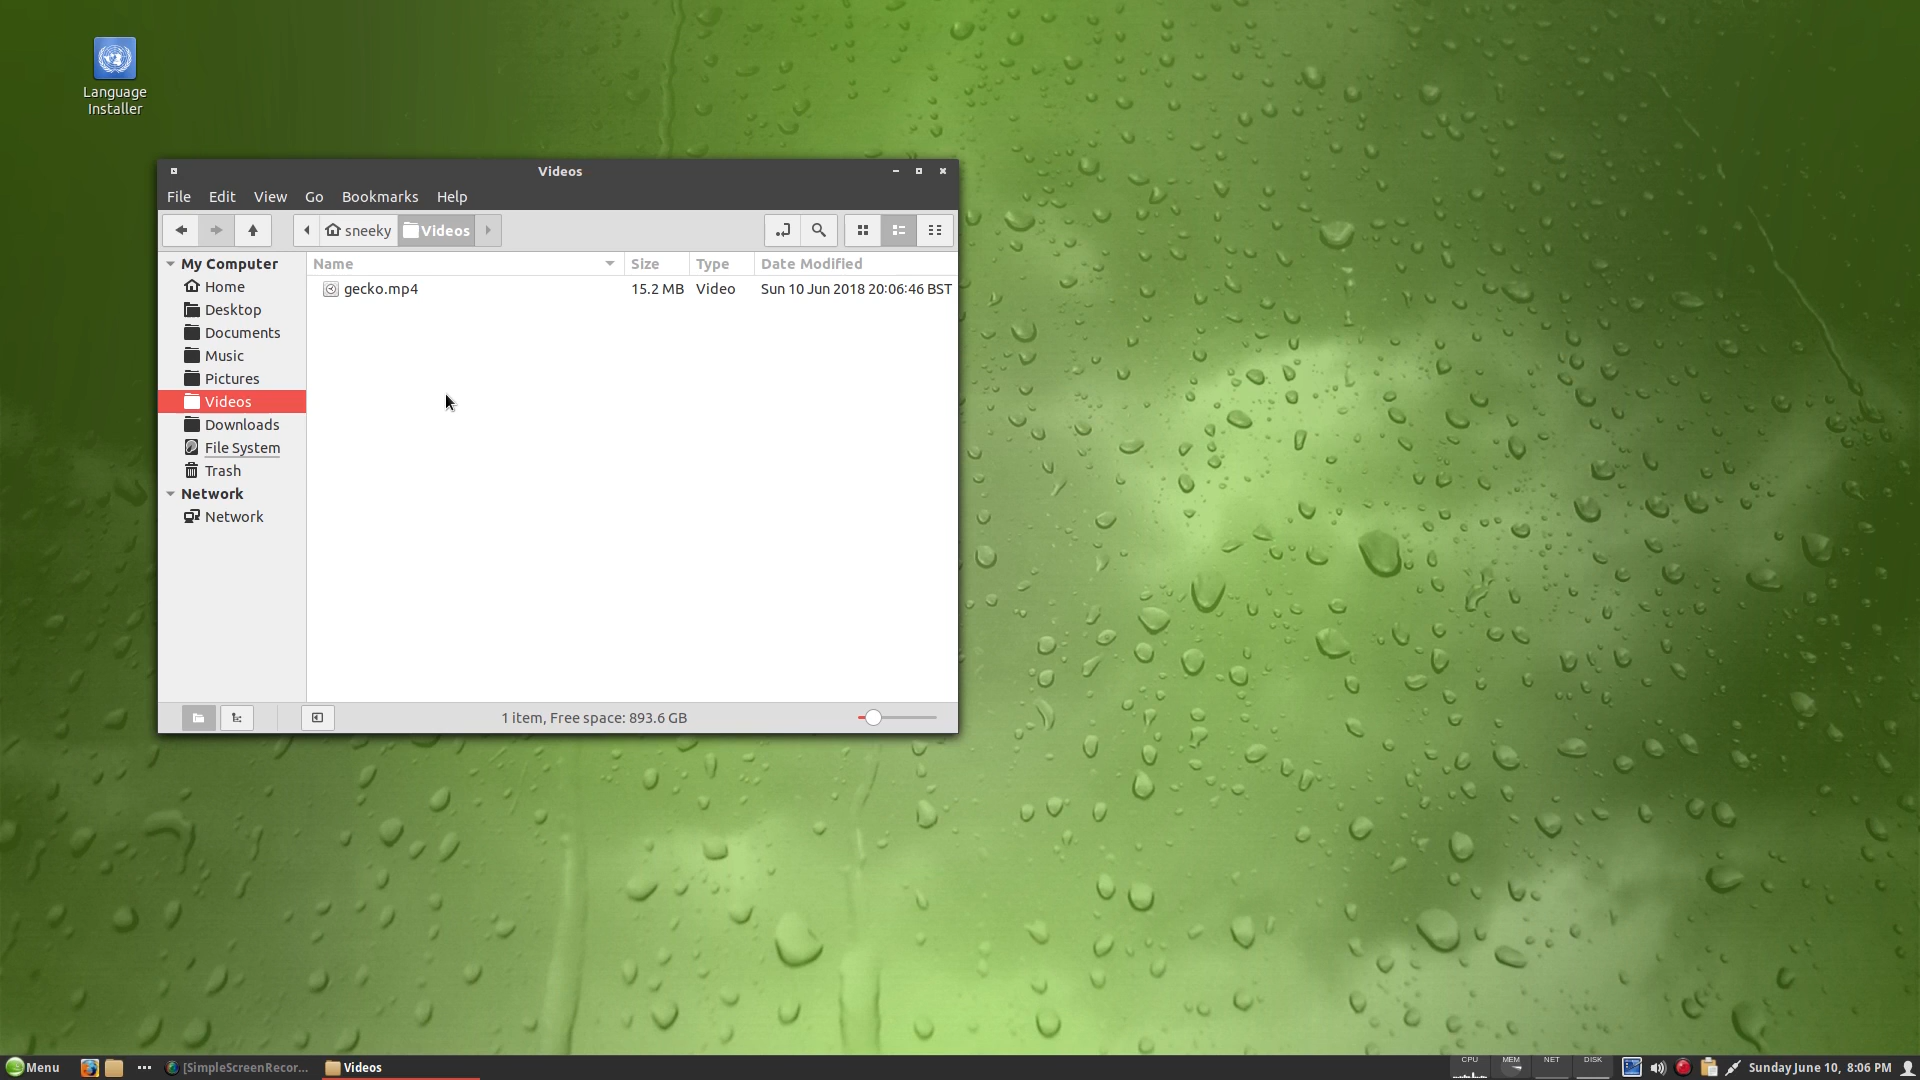 Language
Installer
Videos
File Edit View Go Bookmarks Help
sneeky Videos
My Computer
Home
Desktop
Documents
Music
Pictures
Videos
Downloads
File System
Trash
Network
Network
Name Size Type Date Modified
gecko.mp4 15.2 MB Video Sun 10 Jun 2018 20:06:46 BST
1 item, Free space: 893.6 GB
Menu [SimpleScreenRecor... Videos CPU MEM NET DISK Sunday June 10, 8:06 PM